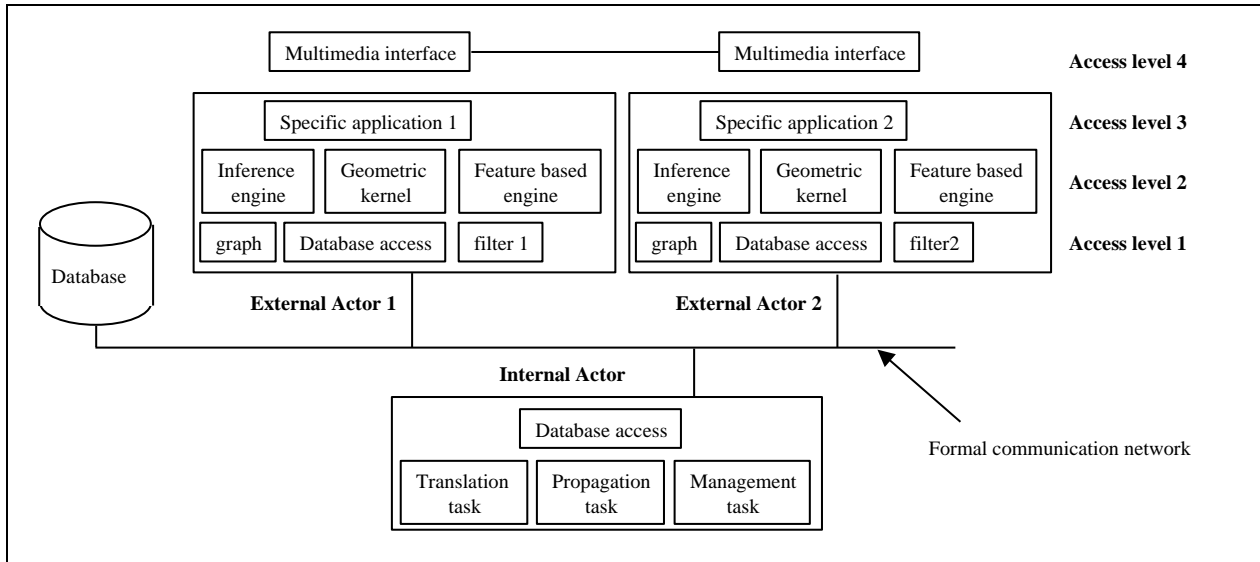 Multimedia interface Multimedia interface
Access level 4
Specific application 1 Specific application 2 Access level 3
Inference engine Geometric kernel Feature based engine Inference engine Geometric kernel Feature based engine Access level 2
graph Database access filter 1 graph Database access filter2 Access level 1
Database
External Actor 1 External Actor 2
Internal Actor
Database access
Formal communication network
Translation task Propagation task Management task